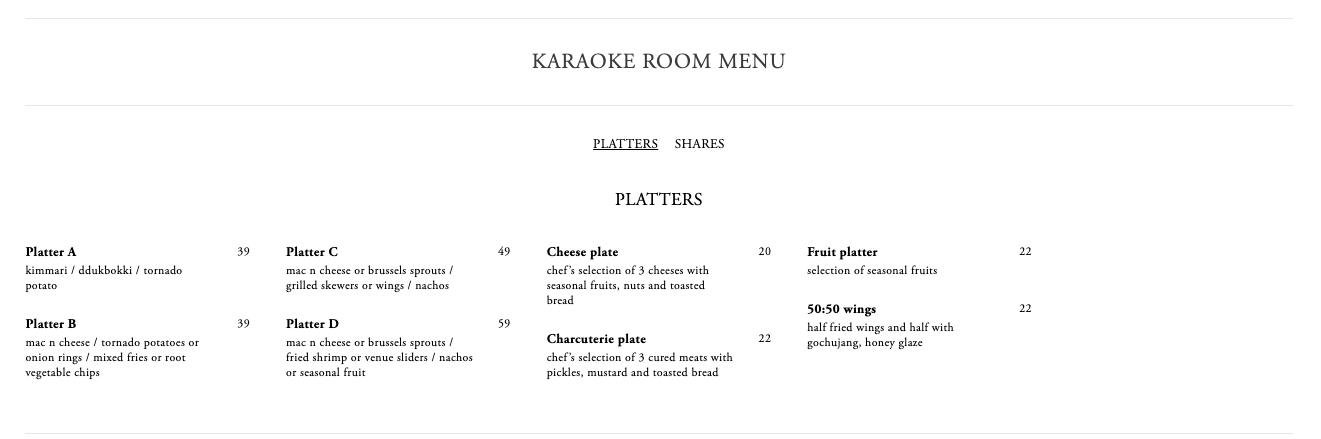 KARAOKE ROOM MENU
PLATTERS SHARES
PLATTERS
Platter A 39
kimmari / ddukbokki / tornado
potato
Platter B 39
mac n cheese / tornado potatoes or
onion rings / mixed fries or root
vegetable chips
Platter C 49
mac n cheese or brussels sprouts /
grilled skewers or wings / nachos
Platter D 59
mac n cheese or brussels sprouts /
fried shrimp or venue sliders / nachos
or seasonal fruit
Cheese plate 20
chef's selection of 3 cheeses with
seasonal fruits, nuts and toasted
bread
Charcuterie plate 22
chef's selection of 3 cured meats with
pickles, mustard and toasted bread
Fruit platter 22
selection of seasonal fruits
50:50 wings 22
half fried wings and half with
gochujang, honey glaze